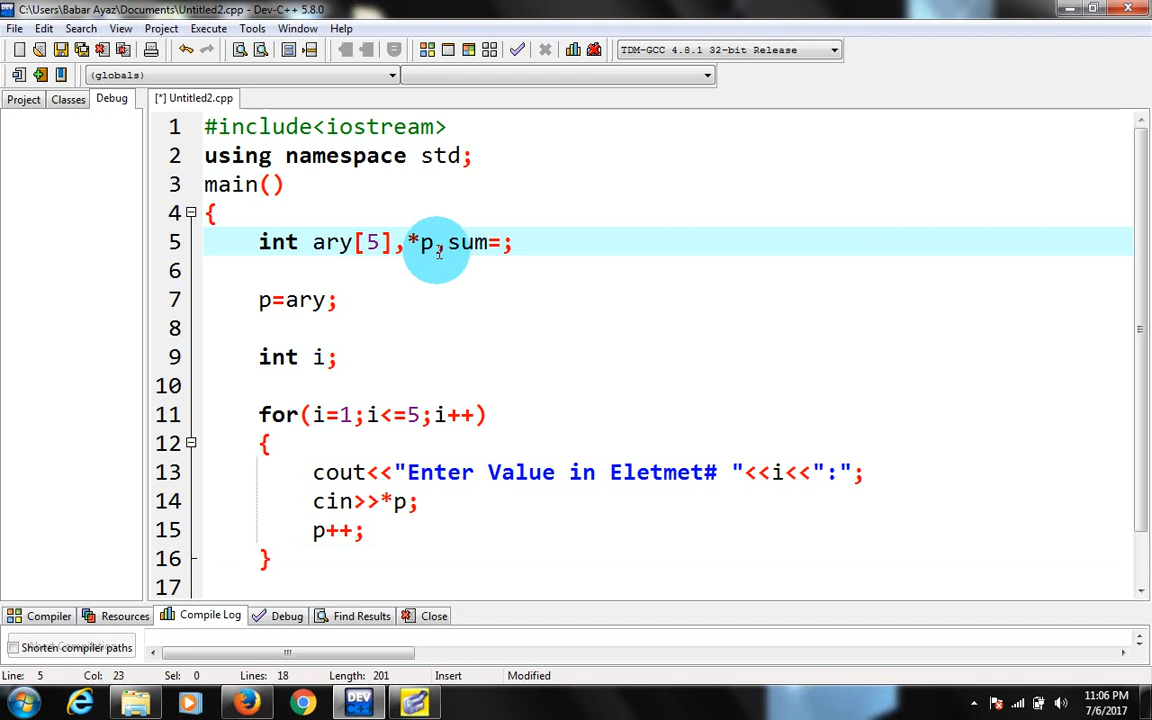 C:\Users\Babar Ayaz\Documents\Untitled2.cpp - Dev-C++ 5.8.0
File Edit Search View Project Execute Tools Window Help
TDM-GCC 4.8.1 32-bit Release
(globals)
Project Classes Debug [*] Untitled2.cpp
1 #include<iostream>
2 using namespace std;
3 main()
4 {
5 int ary[5],*p,sum=;
6
7 p=ary;
8
9 int i;
10
11 for(i=1;i<=5;i++)
12 {
13 cout<<"Enter Value in Eletmet# "<<i<<":";
14 cin>>*p;
15 p++;
16 }
17
Compiler Resources Compile Log Debug Find Results Close
Shorten compiler paths
Line: 5 Col: 23 Sel: 0 Lines: 18 Length: 201 Insert Modified
11:06 PM
7/6/2017